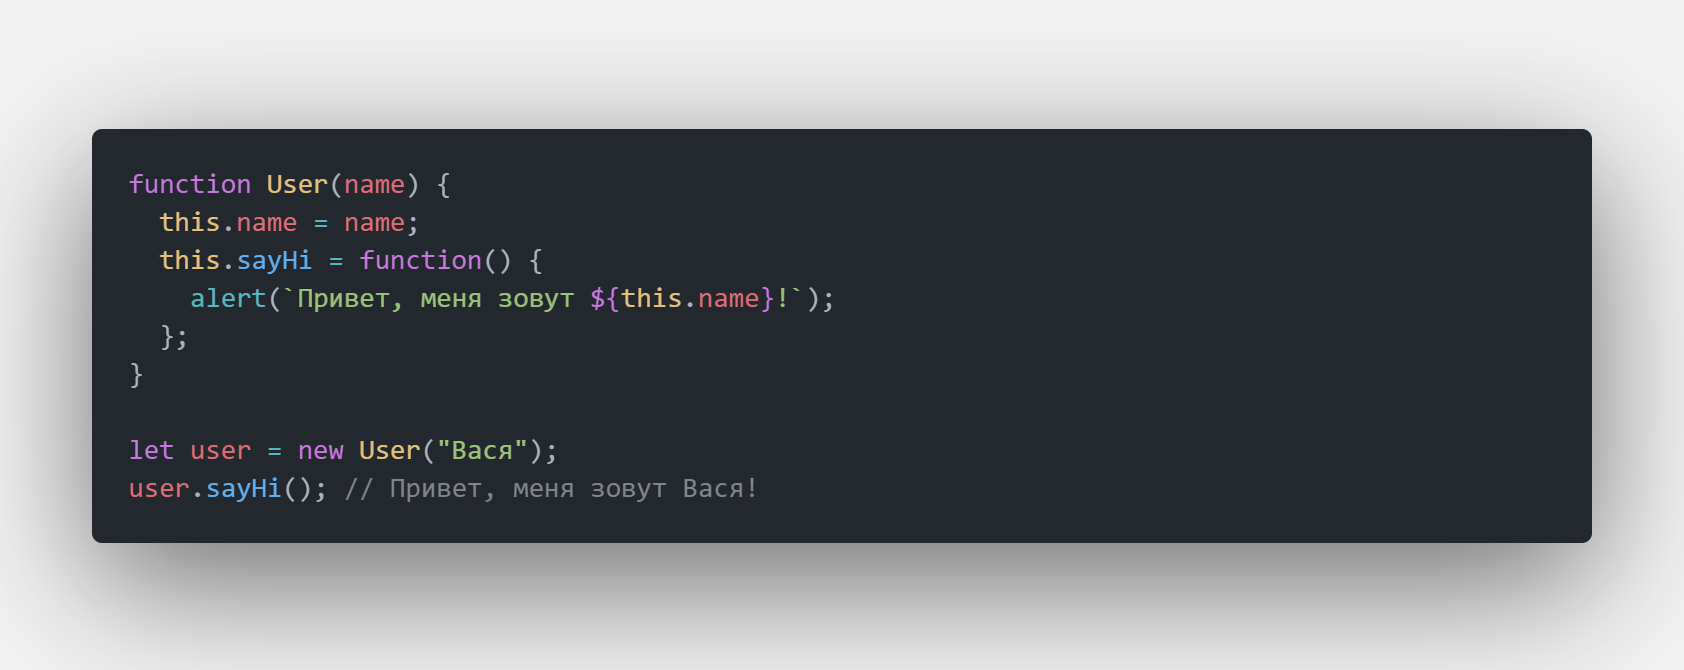 function User(name) {
  this.name = name;
  this.sayHi = function() {
    alert(`Привет, меня зовут ${this.name}!`);
  };
}

let user = new User("Вася");
user.sayHi(); // Привет, меня зовут Вася!